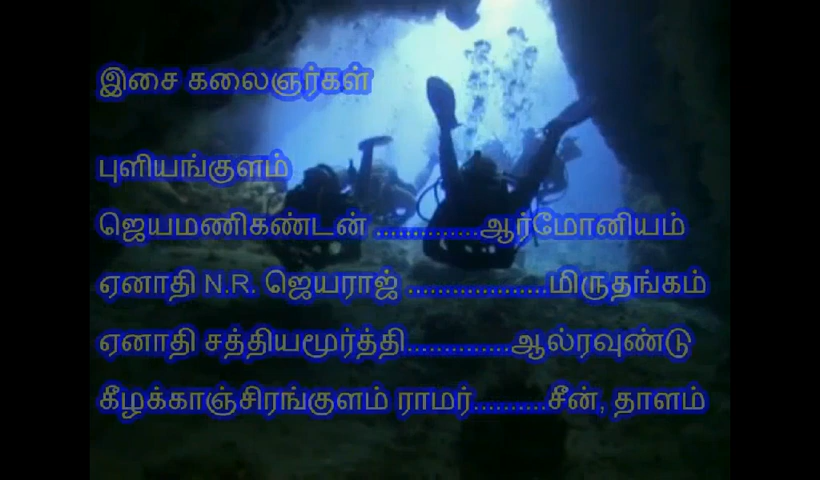 இசை கலைஞர்கள்
புளியங்குளம்
ஜெயமணிகண்டன் ...............ஆர்மோனியம்
ஏனாதி N.R. ஜெயராஜ் ....................மிருதங்கம்
ஏனாதி சத்தியமூர்த்தி...............ஆல்ரவுண்டு
கீழக்காஞ்சிரங்குளம் ராமர்..........சீன், தாளம்